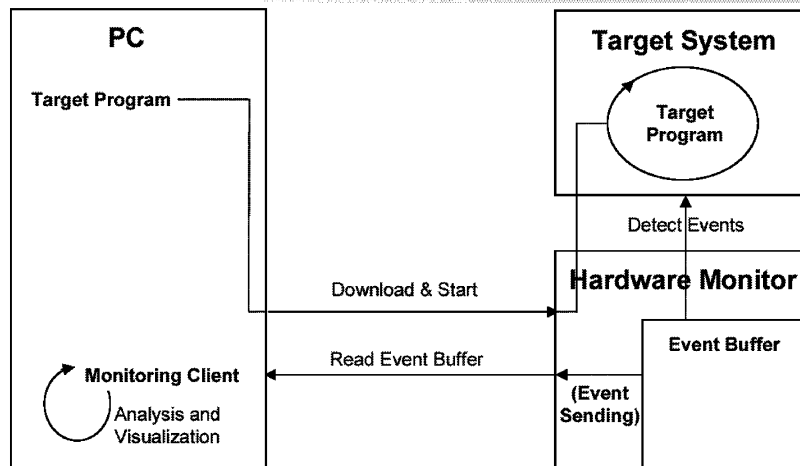 PC
Target Program
Target System
Target
Program
Detect Events
Download & Start
Hardware Monitor
Read Event Buffer
Event Buffer
(Event
Sending)
Monitoring Client
Analysis and
Visualization